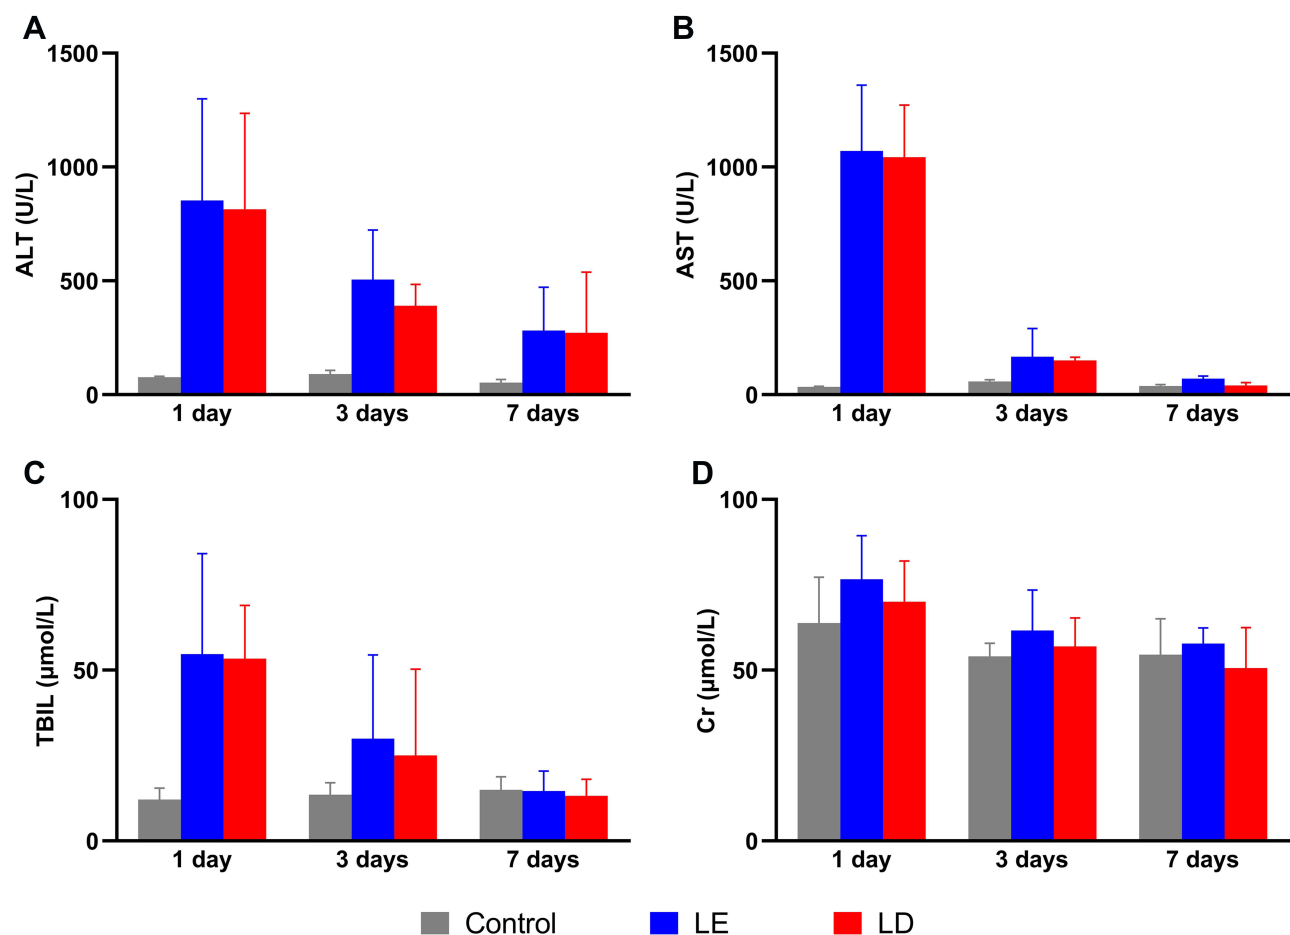 A
ALT (U/L)
1500
1000
500
0
1 day
3 days
7 days
B
AST (U/L)
1500
1000
500
0
1 day
3 days
7 days
C
TBIL (µmol/L)
100
50
0
1 day
3 days
7 days
D
Cr (µmol/L)
100
50
0
1 day
3 days
7 days
Control
LE
LD